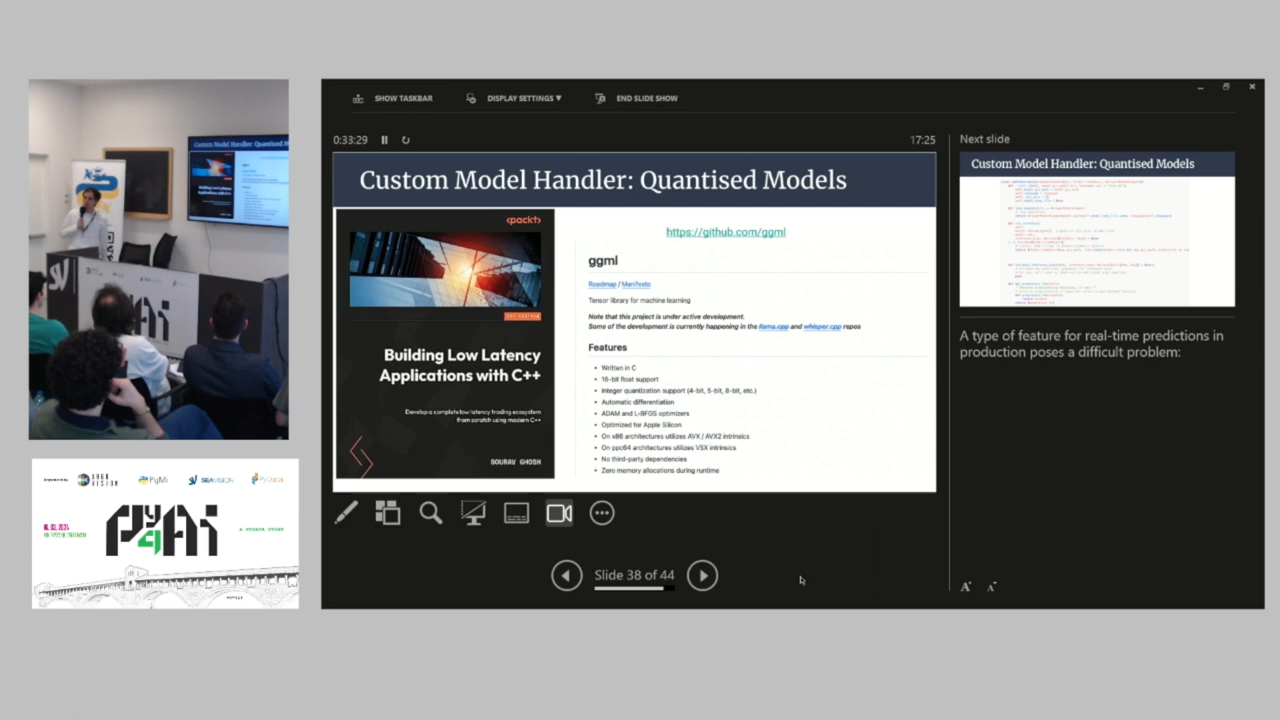 SHOW TASKBAR
DISPLAY SETTINGS ▼
END SLIDE SHOW
0:33:29
17:25
Next slide
Custom Model Handler: Quantised Models
<packt>
https://github.com/ggml
ggml
Roadmap / Manifesto
Tensor library for machine learning
Note that this project is under active development.
Some of the development is currently happening in the llama.cpp and whisper.cpp repos
Features
• Written in C
• 16-bit float support
• Integer quantization support (4-bit, 5-bit, 8-bit, etc.)
• Automatic differentiation
• ADAM and L-BFGS optimizers
• Optimized for Apple Silicon
• On x86 architectures utilizes AVX / AVX2 intrinsics
• On ppc64 architectures utilizes VSX intrinsics
• No third-party dependencies
• Zero memory allocations during runtime
Building Low Latency
Applications with C++
Develop a complete low latency trading ecosystem
from scratch using modern C++
SOURAV GHOSH
Custom Model Handler: Quantised Models
A type of feature for real-time predictions in
production poses a difficult problem:
Slide 38 of 44
A A
Custom Model Handler: Quantised M
PyMi
SEAVISION
PyData
Py4Ai